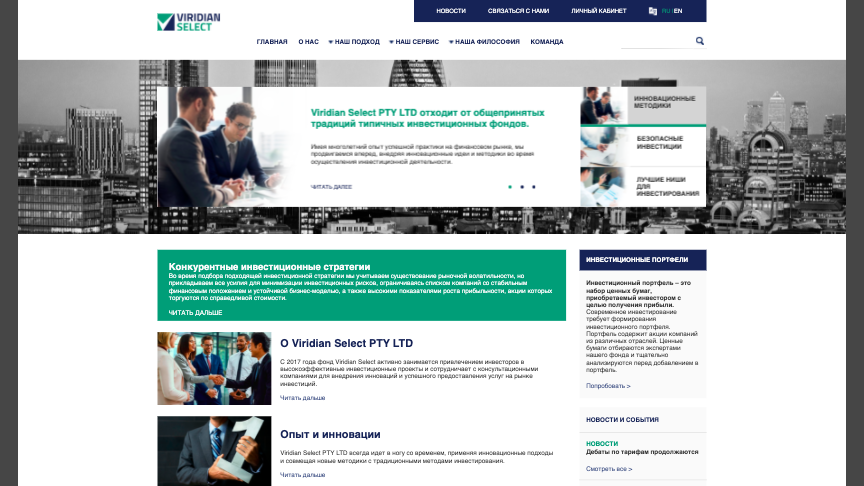 VIRIDIAN
SELECT
НОВОСТИ СВЯЗАТЬСЯ С НАМИ ЛИЧНЫЙ КАБИНЕТ RU EN
ГЛАВНАЯ О НАС НАШ ПОДХОД НАШ СЕРВИС НАША ФИЛОСОФИЯ КОМАНДА
Viridian Select PTY LTD отходит от общепринятых
традиций типичных инвестиционных фондов.
Имея многолетний опыт успешной практики на финансовом рынке, мы
продвигаемся вперед, внедряя инновационные идеи и методики во время
осуществления инвестиционной деятельности.
ЧИТАТЬ ДАЛЕЕ
ИННОВАЦИОННЫЕ
МЕТОДИКИ
БЕЗОПАСНЫЕ
ИНВЕСТИЦИИ
ЛУЧШИЕ НИШИ
ДЛЯ
ИНВЕСТИРОВАНИЯ
Конкурентные инвестиционные стратегии
Во время подбора подходящей инвестиционной стратегии мы учитываем существование рыночной волатильности, но
прикладываем все усилия для минимизации инвестиционных рисков, ограничиваясь списком компаний со стабильным
финансовым положением и устойчивой бизнес-моделью, а также высокими показателями роста прибыльности, акции которых
торгуются по справедливой стоимости.
ЧИТАТЬ ДАЛЬШЕ
О Viridian Select PTY LTD
С 2017 года фонд Viridian Select активно занимается привлечением инвесторов в
высокоэффективные инвестиционные проекты и сотрудничает с консультационными
компаниями для внедрения инноваций и успешного предоставления услуг на рынке
инвестиций.
Читать дальше
Опыт и инновации
Viridian Select PTY LTD всегда идет в ногу со временем, применяя инновационные подходы
и совмещая новые методики с традиционными методами инвестирования.
Читать дальше
ИНВЕСТИЦИОННЫЕ ПОРТФЕЛИ
Инвестиционный портфель – это
набор ценных бумаг,
приобретаемый инвестором с
целью получения прибыли.
Современное инвестирование
требует формирования
инвестиционного портфеля.
Портфель содержит акции компаний
из различных отраслей. Ценные
бумаги отбираются экспертами
нашего фонда и тщательно
анализируются перед добавлением в
портфель.
Попробовать >
НОВОСТИ И СОБЫТИЯ
НОВОСТИ
Дебаты по тарифам продолжаются
Смотреть все >